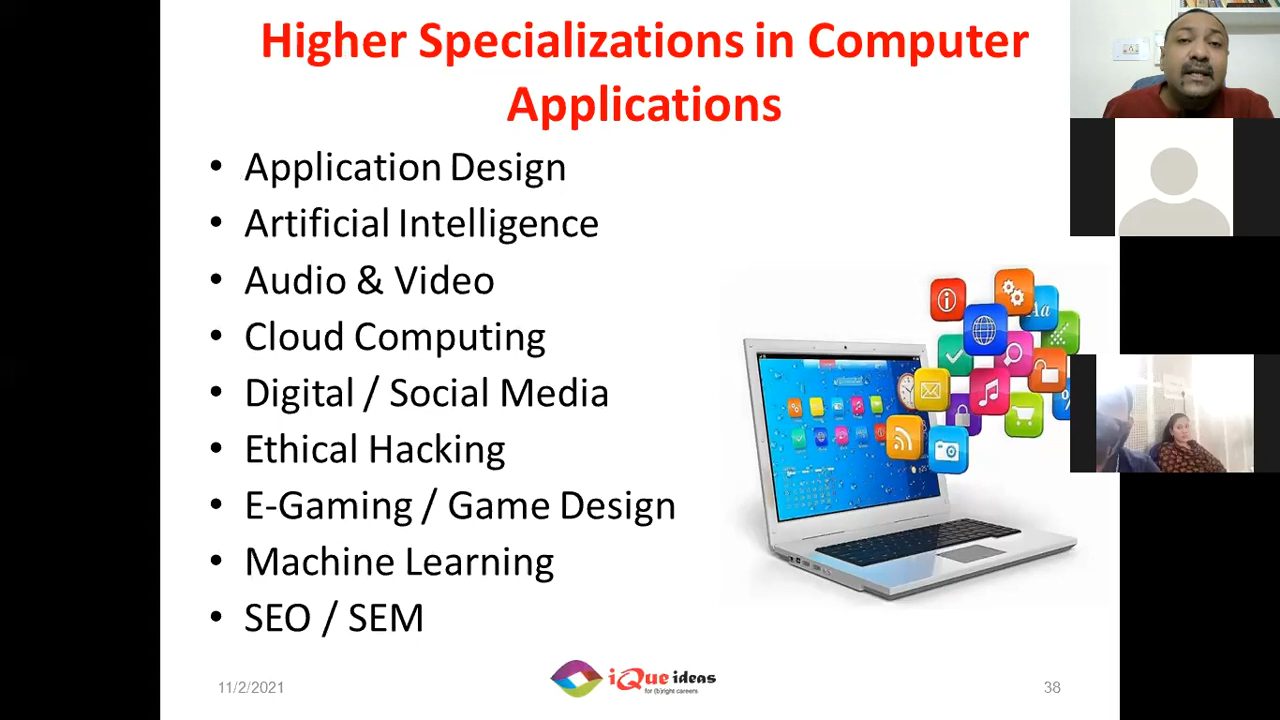 Higher Specializations in Computer
Applications
• Application Design
• Artificial Intelligence
• Audio & Video
• Cloud Computing
• Digital / Social Media
• Ethical Hacking
• E-Gaming / Game Design
• Machine Learning
• SEO / SEM
Aa
11/2/2021
iQue ideas
for (b)right careers
38